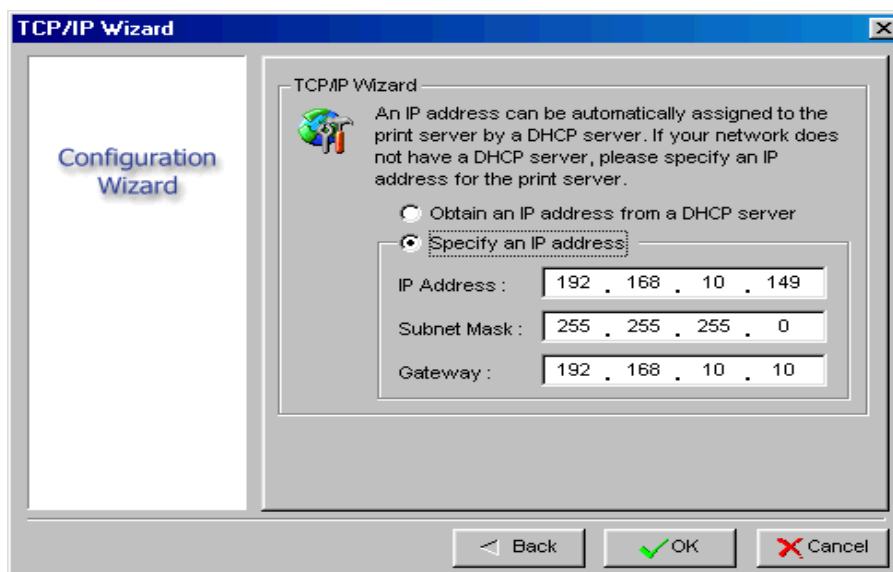 TCP/IP Wizard
Configuration
Wizard
TCP/IP Wizard
An IP address can be automatically assigned to the
print server by a DHCP server. If your network does
not have a DHCP server, please specify an IP
address for the print server.
Obtain an IP address from a DHCP server
Specify an IP address
IP Address : 192 . 168 . 10 . 149
Subnet Mask : 255 . 255 . 255 . 0
Gateway : 192 . 168 . 10 . 10
Back OK Cancel